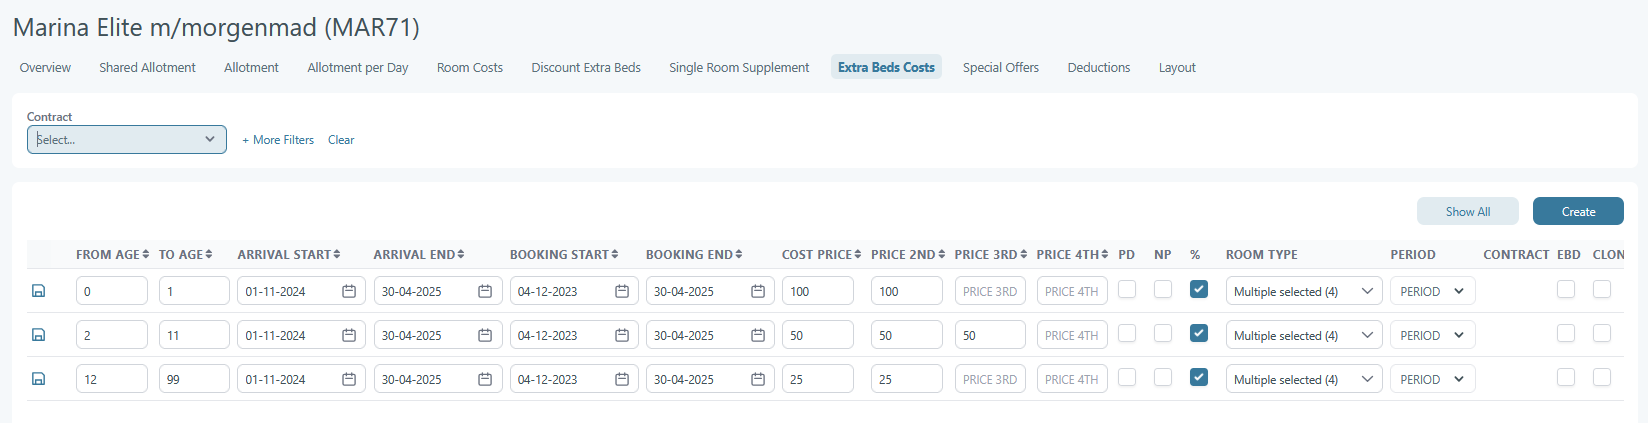 Marina Elite m/morgenmad (MAR71)
Overview Shared Allotment Allotment Allotment per Day Room Costs Discount Extra Beds Single Room Supplement Extra Beds Costs Special Offers Deductions Layout
Contract
Select... + More Filters Clear
Show All Create
FROM AGE TO AGE ARRIVAL START ARRIVAL END BOOKING START BOOKING END COST PRICE PRICE 2ND PRICE 3RD PRICE 4TH PD NP % ROOM TYPE PERIOD CONTRACT EBD CLON
0 1 01-11-2024 30-04-2025 04-12-2023 30-04-2025 100 100 PRICE 3RD PRICE 4TH Multiple selected (4) PERIOD
2 11 01-11-2024 30-04-2025 04-12-2023 30-04-2025 50 50 50 PRICE 4TH Multiple selected (4) PERIOD
12 99 01-11-2024 30-04-2025 04-12-2023 30-04-2025 25 25 PRICE 3RD PRICE 4TH Multiple selected (4) PERIOD